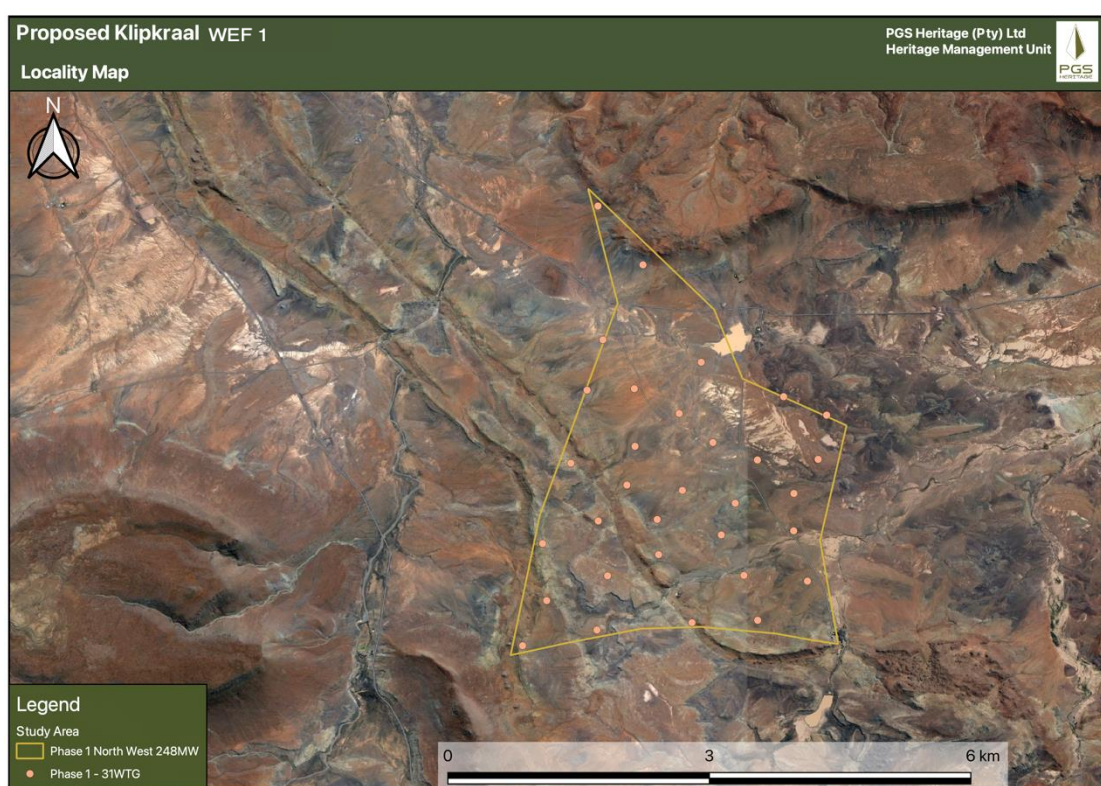 Proposed Klipkraal WEF 1
Locality Map
PGS Heritage (Pty) Ltd
Heritage Management Unit
PGS
HERITAGE
N
Legend
Study Area
Phase 1 North West 248MW
Phase 1 - 31WTG
0 3 6 km